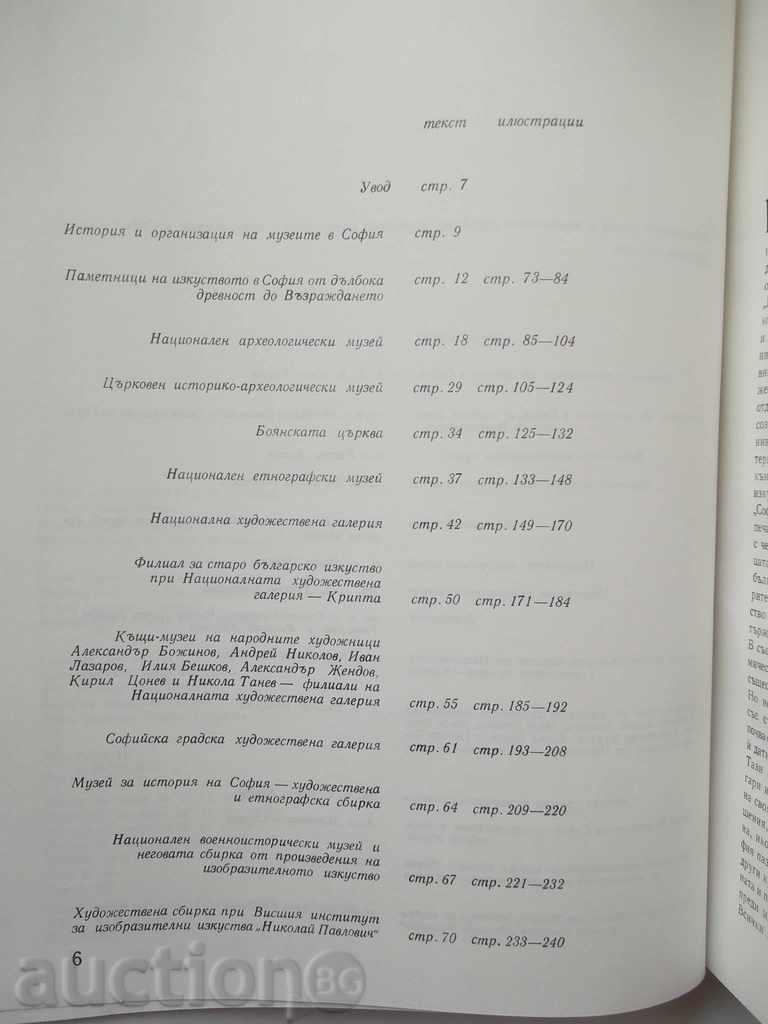 текст илюстрации
Увод стр. 7
История и организация на музеите в София стр. 9
Паметници на изкуството в София от дълбока стр. 12 стр. 73—84
древност до Възраждането
Национален археологически музей стр. 18 стр. 85—104
Църковен историко-археологически музей стр. 29 стр. 105—124
Боянската църква стр. 34 стр. 125—132
Национален етнографски музей стр. 37 стр. 133—148
Национална художествена галерия стр. 42 стр. 149—170
Филиал за старо българско изкуство
при Националната художествена
галерия — Крипта стр. 50 стр. 171—184
Къщи-музеи на народните художници
Александър Божинов, Андрей Николов, Иван
Лазаров, Илия Бешков, Александър Жендов,
Кирил Цонев и Никола Танев — филиали на
Националната художествена галерия стр. 55 стр. 185—192
Софийска градска художествена галерия стр. 61 стр. 193—208
Музей за история на София — художествена
и етнографска сбирка стр. 64 стр. 209—220
Национален военноисторически музей и
неговата сбирка от произведения на
изобразителното изкуство стр. 67 стр. 221—232
Художествена сбирка при Висшия институт
за изобразителни изкуства „Николай Павлович“ стр. 70 стр. 233—240
6
auctionBG